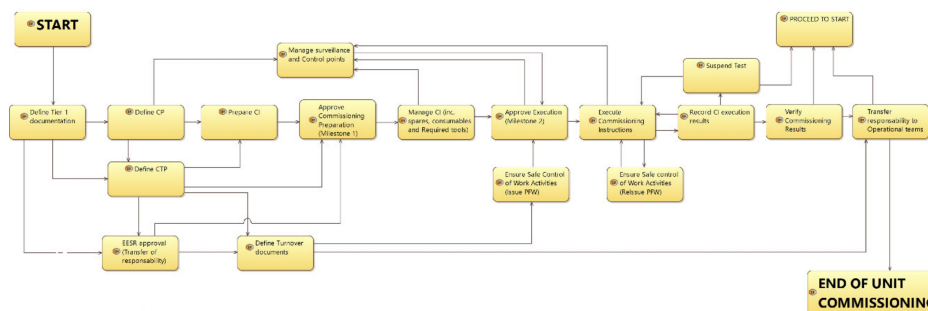 START
PROCEED TO START
Manage surveillance
and Control points
Suspend Test
Define Tier 1
documentation
Define CP
Prepare CI
Approve
Commissioning
Preparation
(Milestone 1)
Manage CI (inc.
spares, consumables
and Required tools)
Approve Execution
(Milestone 2)
Execute
Commissioning
Instructions
Record CI execution
results
Verify
Commissioning
Results
Transfer
responsability to
Operational teams
Define CTP
Ensure Safe Control
of Work Activities
(Issue PFW)
Ensure Safe control
of Work Activities
(Reissue PFW)
EESR approval
(Transfer of
responsability)
Define Turnover
documents
END OF UNIT
COMMISSIONING